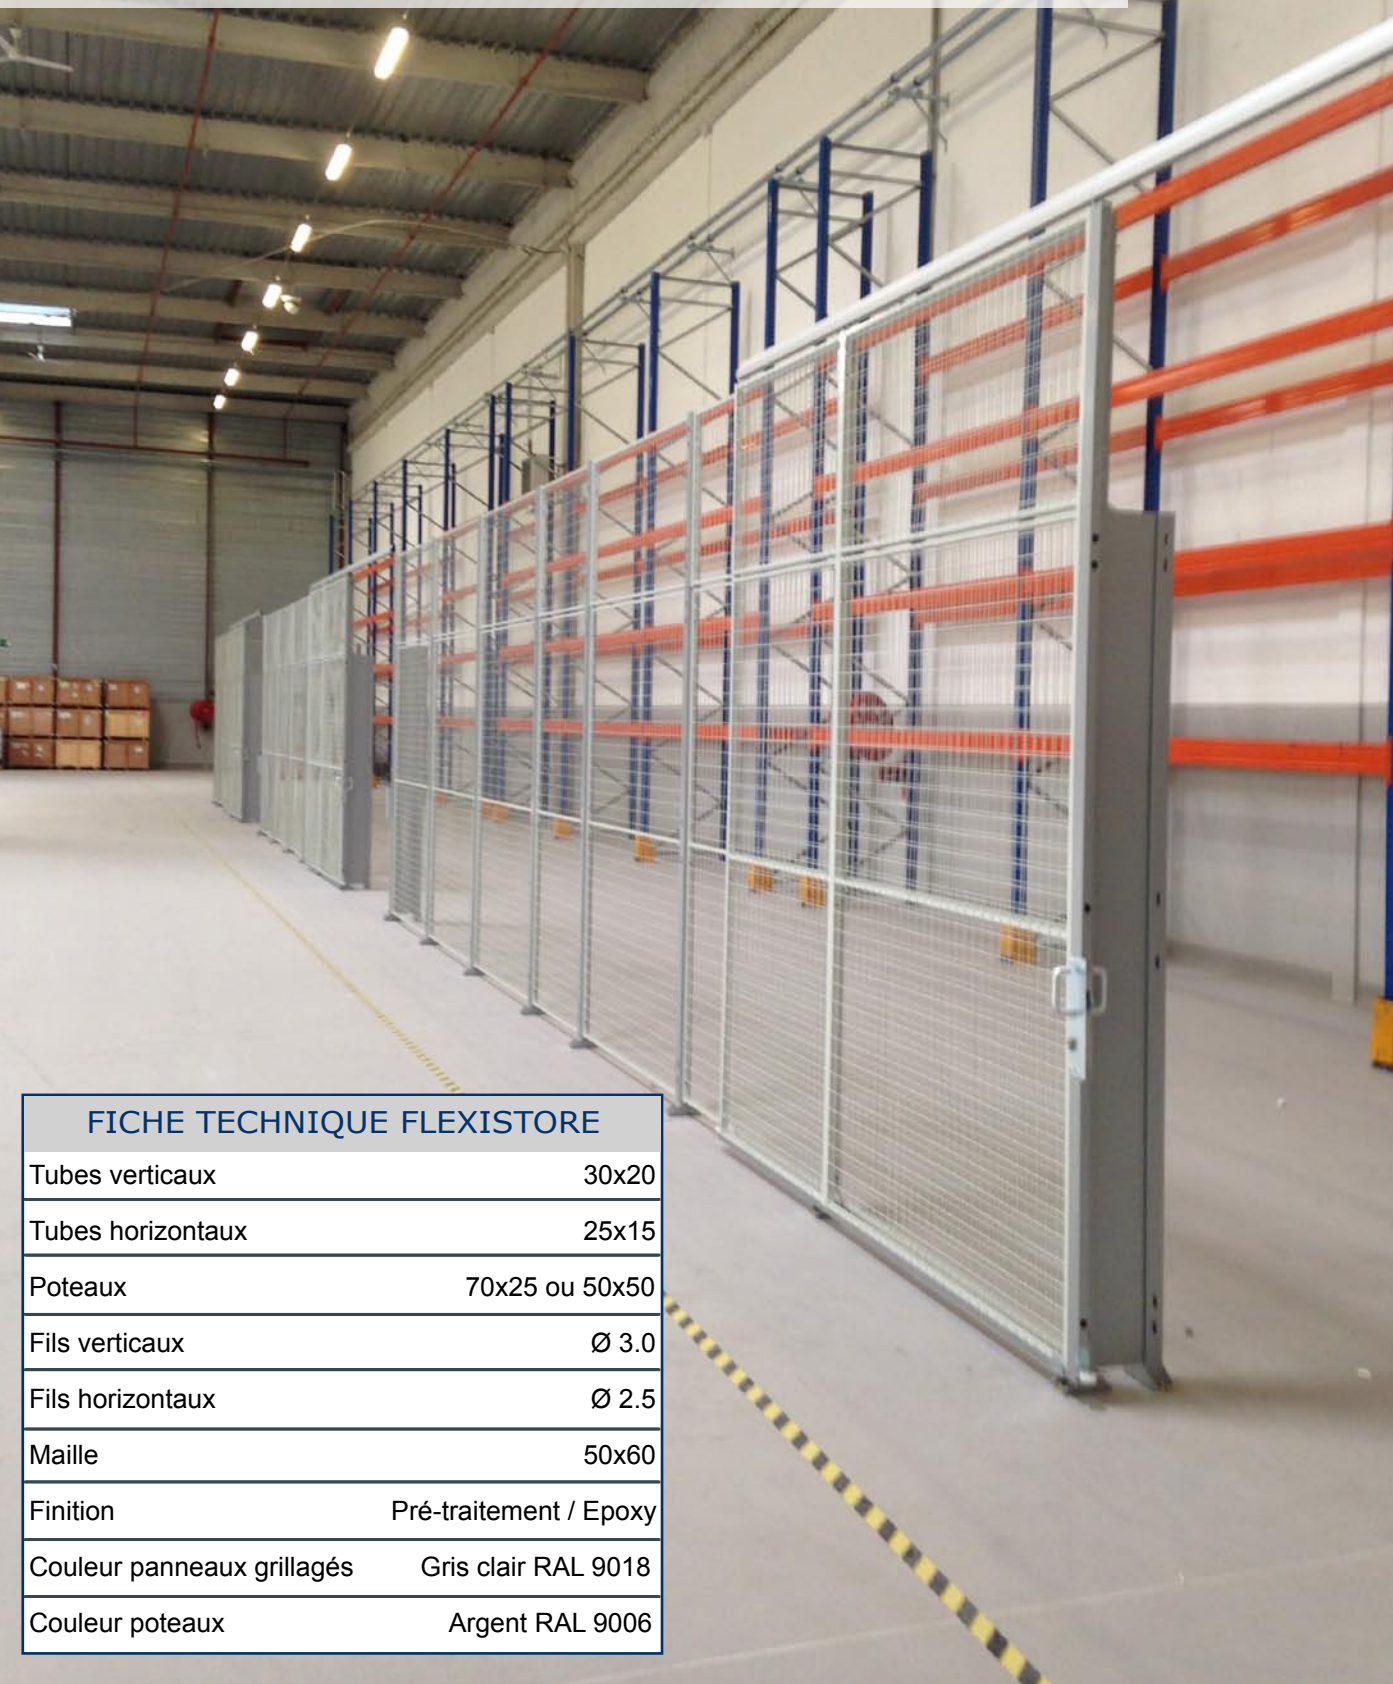 FICHE TECHNIQUE FLEXISTORE
Tubes verticaux 30x20
Tubes horizontaux 25x15
Poteaux 70x25 ou 50x50
Fils verticaux Ø 3.0
Fils horizontaux Ø 2.5
Maille 50x60
Finition Pré-traitement / Epoxy
Couleur panneaux grillagés Gris clair RAL 9018
Couleur poteaux Argent RAL 9006